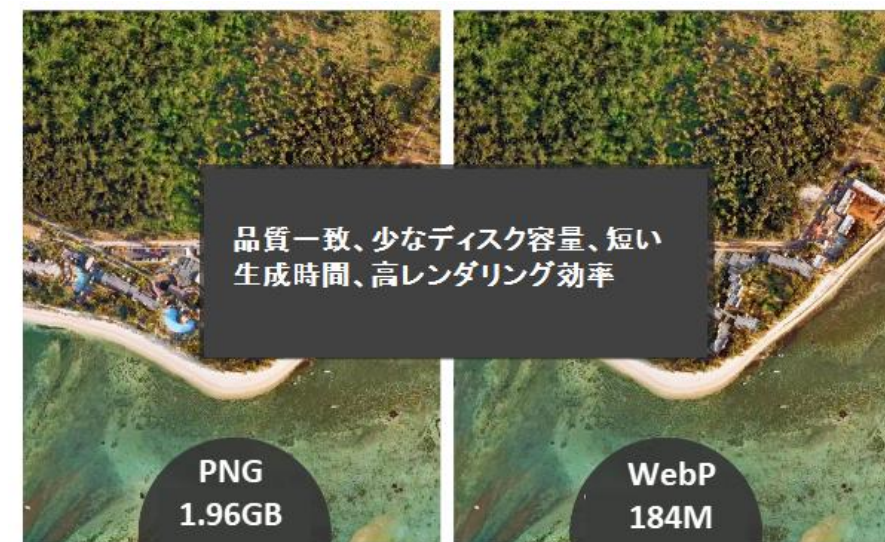 品質一致、少なディスク容量、短い
生成時間、高レンダリング効率
PNG
1.96GB
WebP
184M